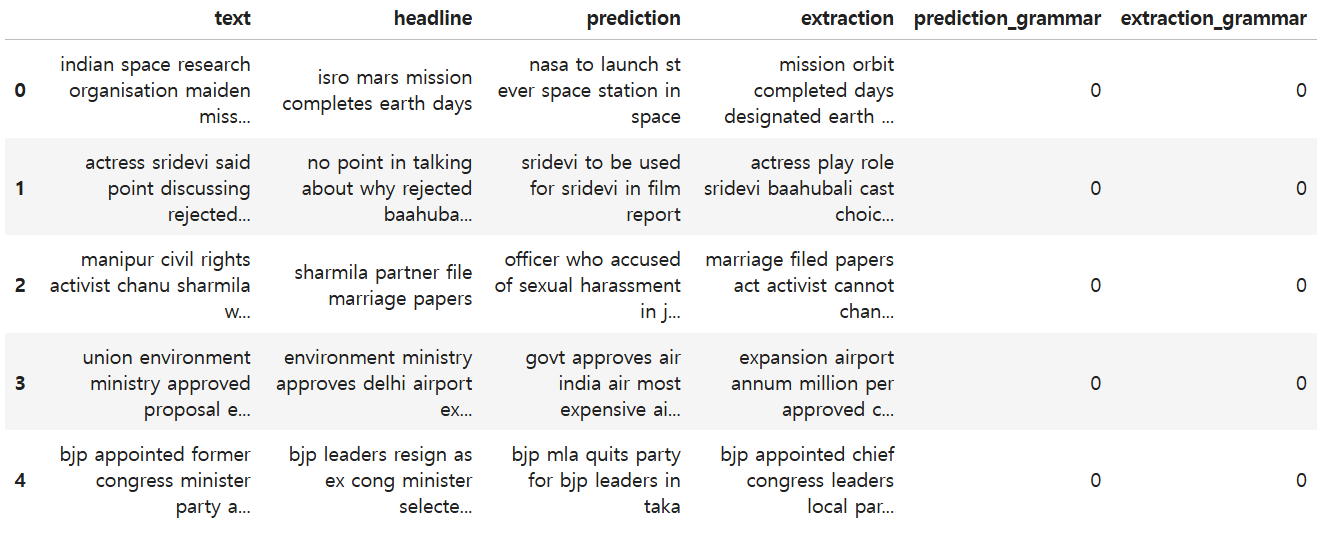 text headline prediction extraction prediction_grammar extraction_grammar
0 indian space research organisation maiden miss... isro mars mission completes earth days nasa to launch st ever space station in space mission orbit completed days designated earth ... 0 0
1 actress sridevi said point discussing rejected... no point in talking about why rejected baahuba... sridevi to be used for sridevi in film report actress play role sridevi baahubali cast choic... 0 0
2 manipur civil rights activist chanu sharmila w... sharmila partner file marriage papers officer who accused of sexual harassment in j... marriage filed papers act activist cannot chan... 0 0
3 union environment ministry approved proposal e... environment ministry approves delhi airport ex... govt approves air india air most expensive ai... expansion airport annum million per approved c... 0 0
4 bjp appointed former congress minister party a... bjp leaders resign as ex cong minister selecte... bjp mla quits party for bjp leaders in taka bjp appointed chief congress leaders local par... 0 0